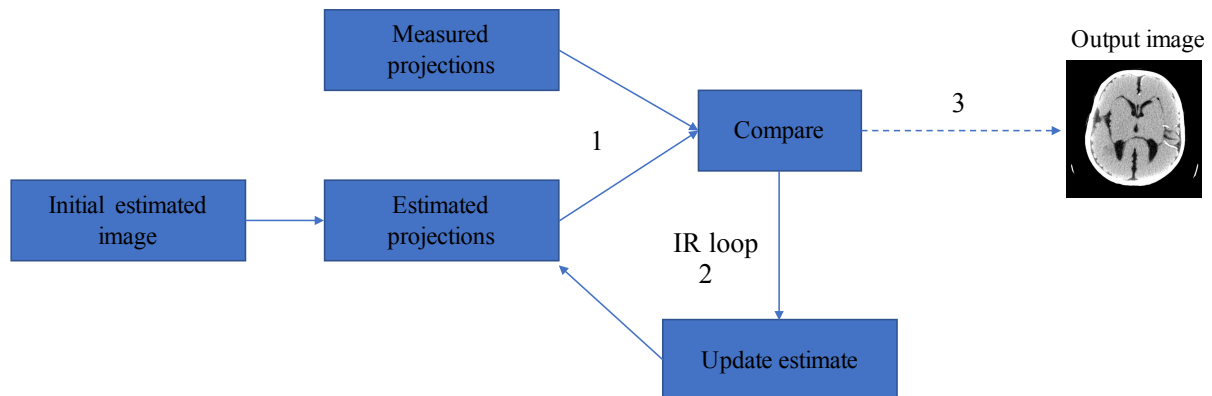 Measured
projections
Output image
Compare
3
1
Initial estimated
image
Estimated
projections
IR loop
2
Update estimate